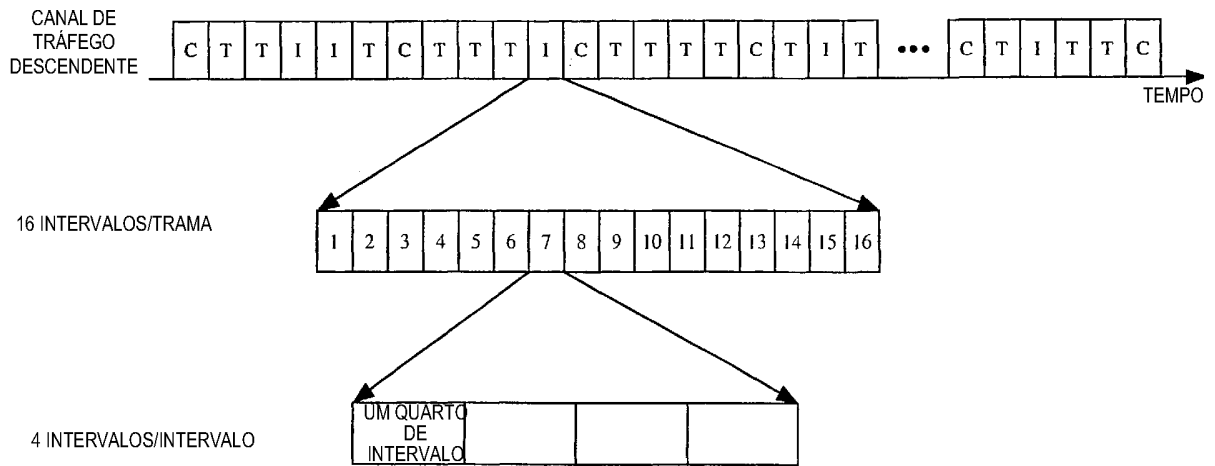 CANAL DE
TRÁFEGO
DESCENDENTE
C T T I I T C T T T I C T T T T C T I T ••• C T I T T C
TEMPO
16 INTERVALOS/TRAMA
1 2 3 4 5 6 7 8 9 10 11 12 13 14 15 16
4 INTERVALOS/INTERVALO
UM QUARTO
DE
INTERVALO